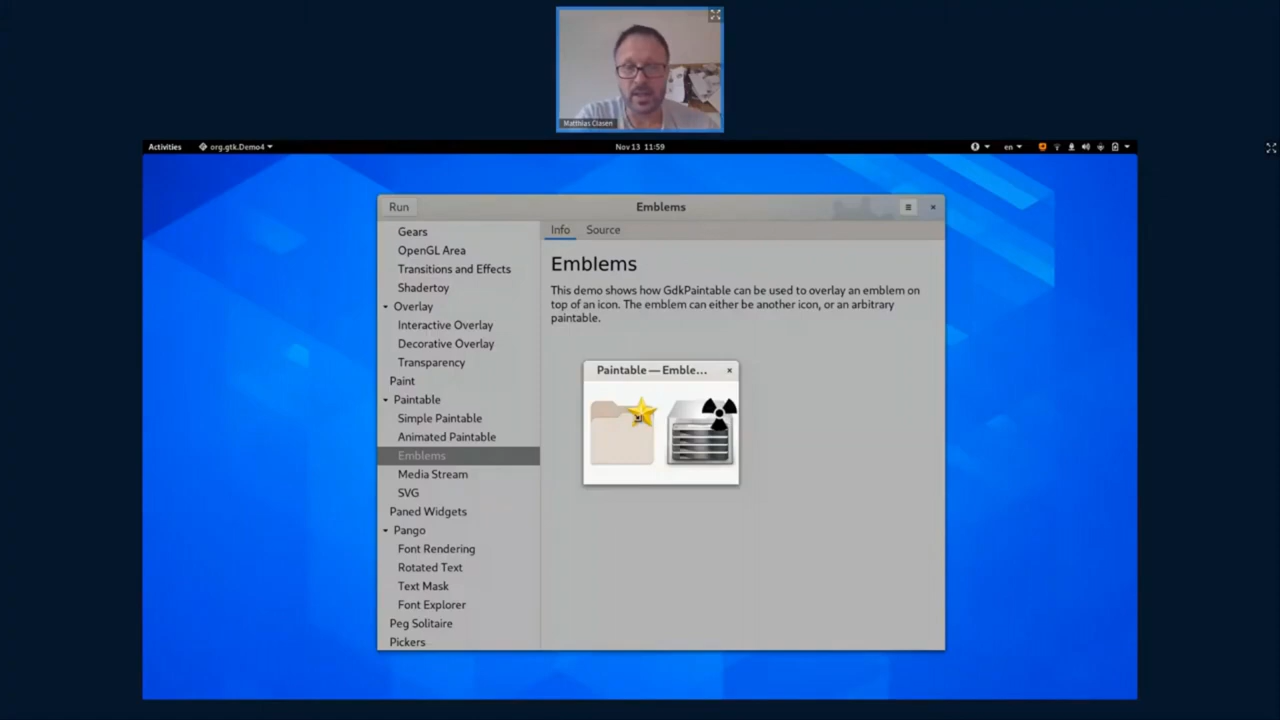 Matthias Clasen
Activities
org.gtk.Demo4
Nov 13 11:59
en
Run
Emblems
Gears
OpenGL Area
Transitions and Effects
Shadertoy
Overlay
Interactive Overlay
Decorative Overlay
Transparency
Paint
Paintable
Simple Paintable
Animated Paintable
Emblems
Media Stream
SVG
Paned Widgets
Pango
Font Rendering
Rotated Text
Text Mask
Font Explorer
Peg Solitaire
Pickers
Info Source
Emblems
This demo shows how GdkPaintable can be used to overlay an emblem on
top of an icon. The emblem can either be another icon, or an arbitrary
paintable.
Paintable — Emble...